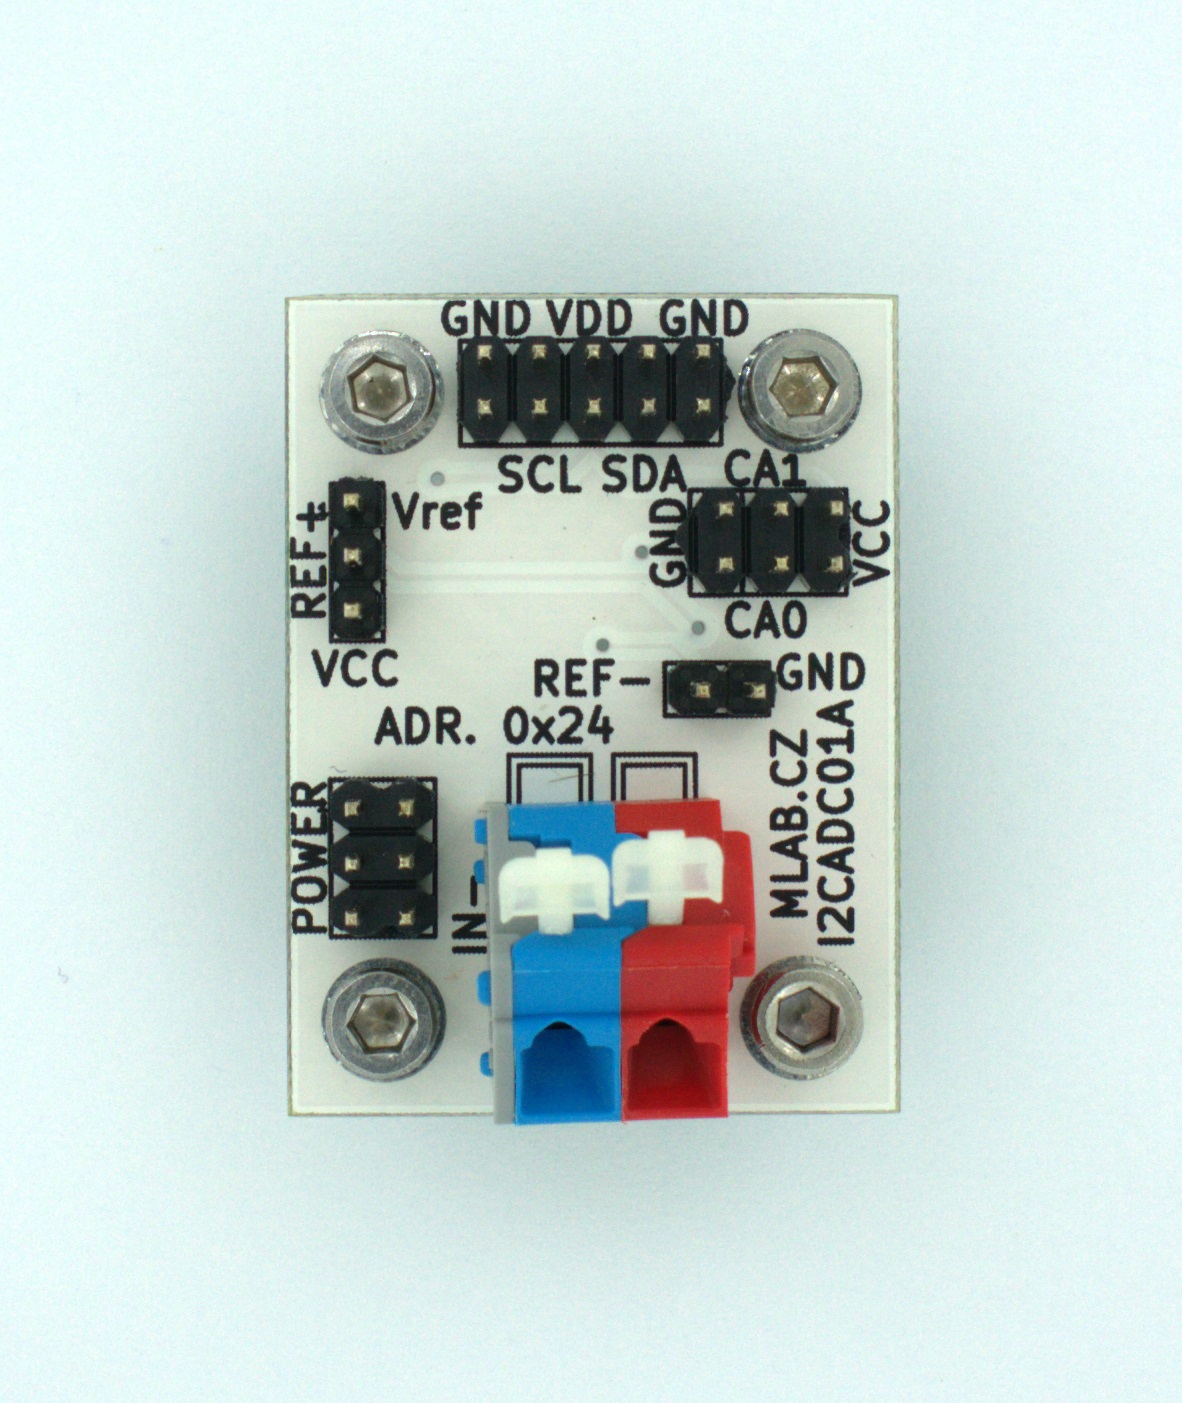 GND VDD GND
SCL SDA
CA1
Vref
REF+
GND
VCC
CA0
VCC
REF-
GND
ADR. 0x24
POWER
IN-
MLAB.CZ
I2CADC01A